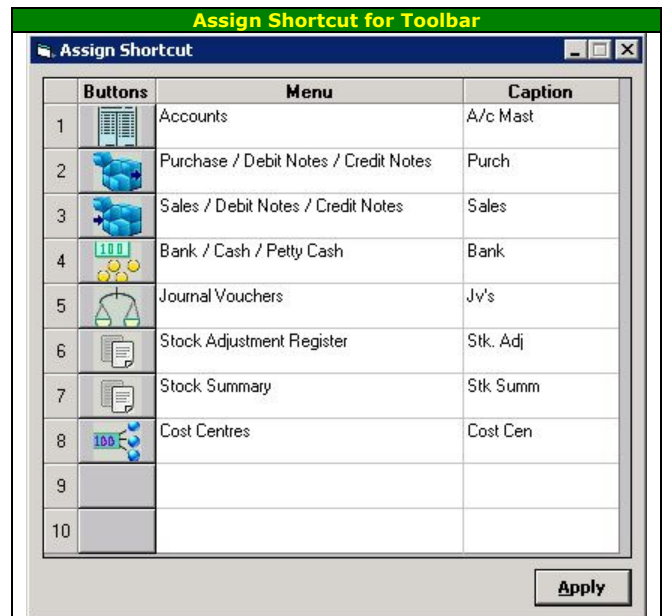 Assign Shortcut for Toolbar
Assign Shortcut
Buttons Menu Caption
1 Accounts A/c Mast
2 Purchase / Debit Notes / Credit Notes Purch
3 Sales / Debit Notes / Credit Notes Sales
4 100 Bank / Cash / Petty Cash Bank
5 Journal Vouchers Jv's
6 Stock Adjustment Register Stk. Adj
7 Stock Summary Stk Summ
8 100 Cost Centres Cost Cen
9
10
Apply